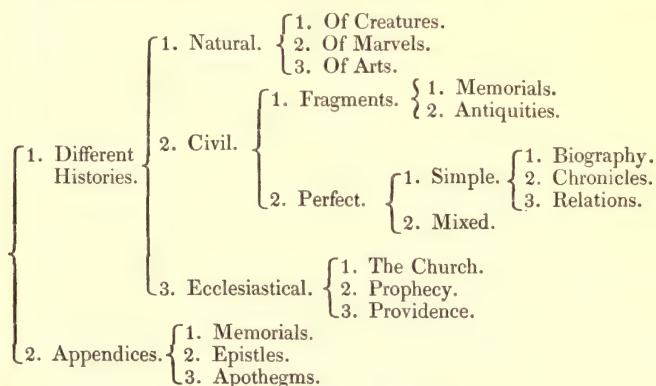 1. Of Creatures.
1. Natural. 2. Of Marvels.
3. Of Arts.
1. Fragments. 1. Memorials.
2. Antiquities.
2. Civil.
1. Different
Histories.
1. Biography.
1. Simple. 2. Chronicles.
2. Perfect. 3. Relations.
2. Mixed.
1. The Church.
3. Ecclesiastical. 2. Prophecy.
3. Providence.
1. Memorials.
2. Appendices. 2. Epistles.
3. Apothegms.